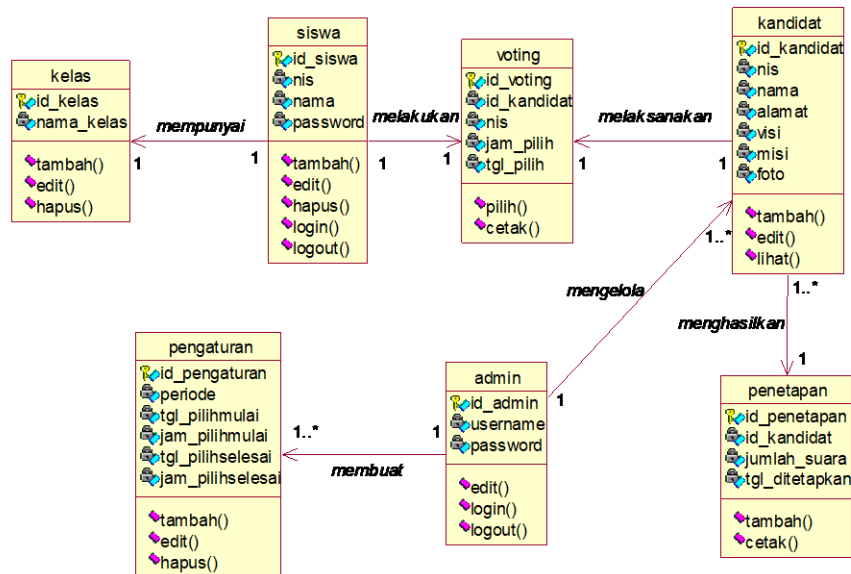 kelas
id_kelas
nama_kelas
tambah()
edit()
hapus()
mempunyai
1
1
siswa
id_siswa
nis
nama
password
tambah()
edit()
hapus()
login()
logout()
melakukan
1
1
voting
id_voting
id_kandidat
nis
jam_pilih
tgl_pilih
pilih()
cetak()
melaksanakan
1
1
kandidat
id_kandidat
nis
nama
alamat
visi
misi
foto
tambah()
edit()
lihat()
1..*
mengelola
1
1..*
menghasilkan
1
pengaturan
id_pengaturan
periode
tgl_pilihmulai
jam_pilihmulai
tgl_pilihselesai
jam_pilihselesai
tambah()
edit()
hapus()
1..*
membuat
1
admin
id_admin
username
password
edit()
login()
logout()
penetapan
id_penetapan
id_kandidat
jumlah_suara
tgl_ditetapkan
tambah()
cetak()